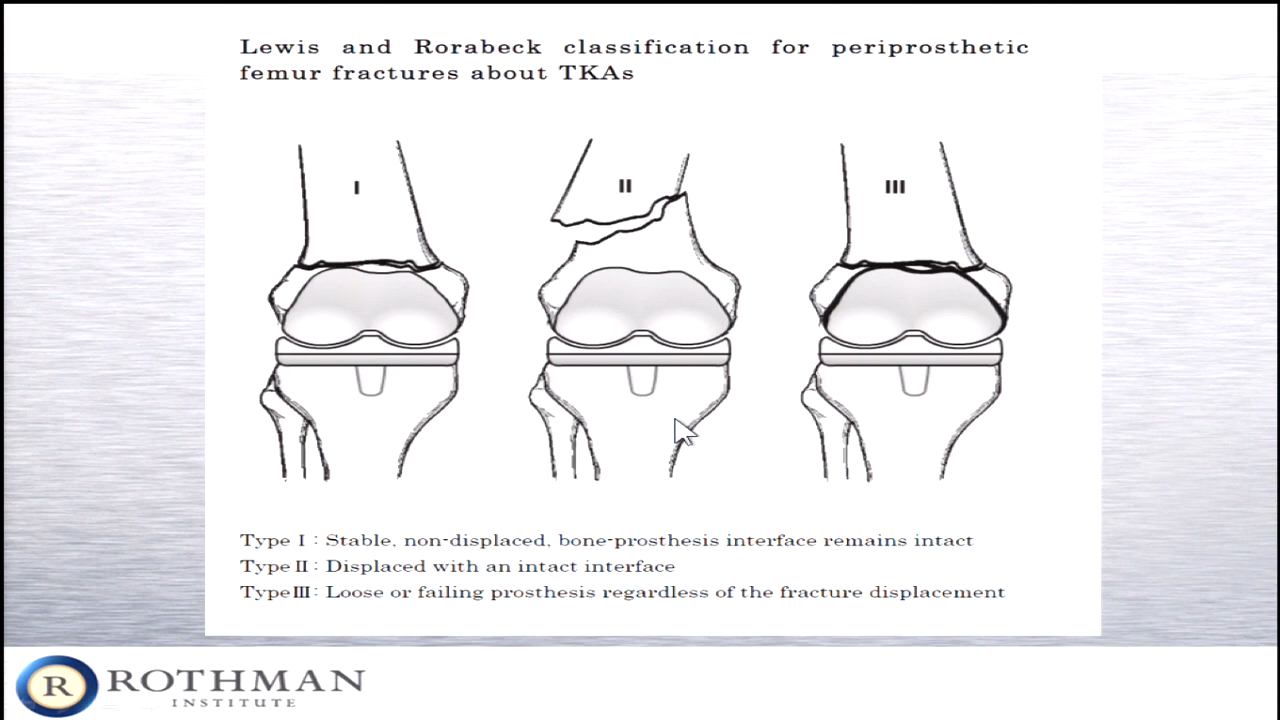 Lewis and Rorabeck classification for periprosthetic
femur fractures about TKAs
I
II
III
Type I : Stable, non-displaced, bone-prosthesis interface remains intact
Type II : Displaced with an intact interface
Type III : Loose or failing prosthesis regardless of the fracture displacement
R ROTHMAN
INSTITUTE